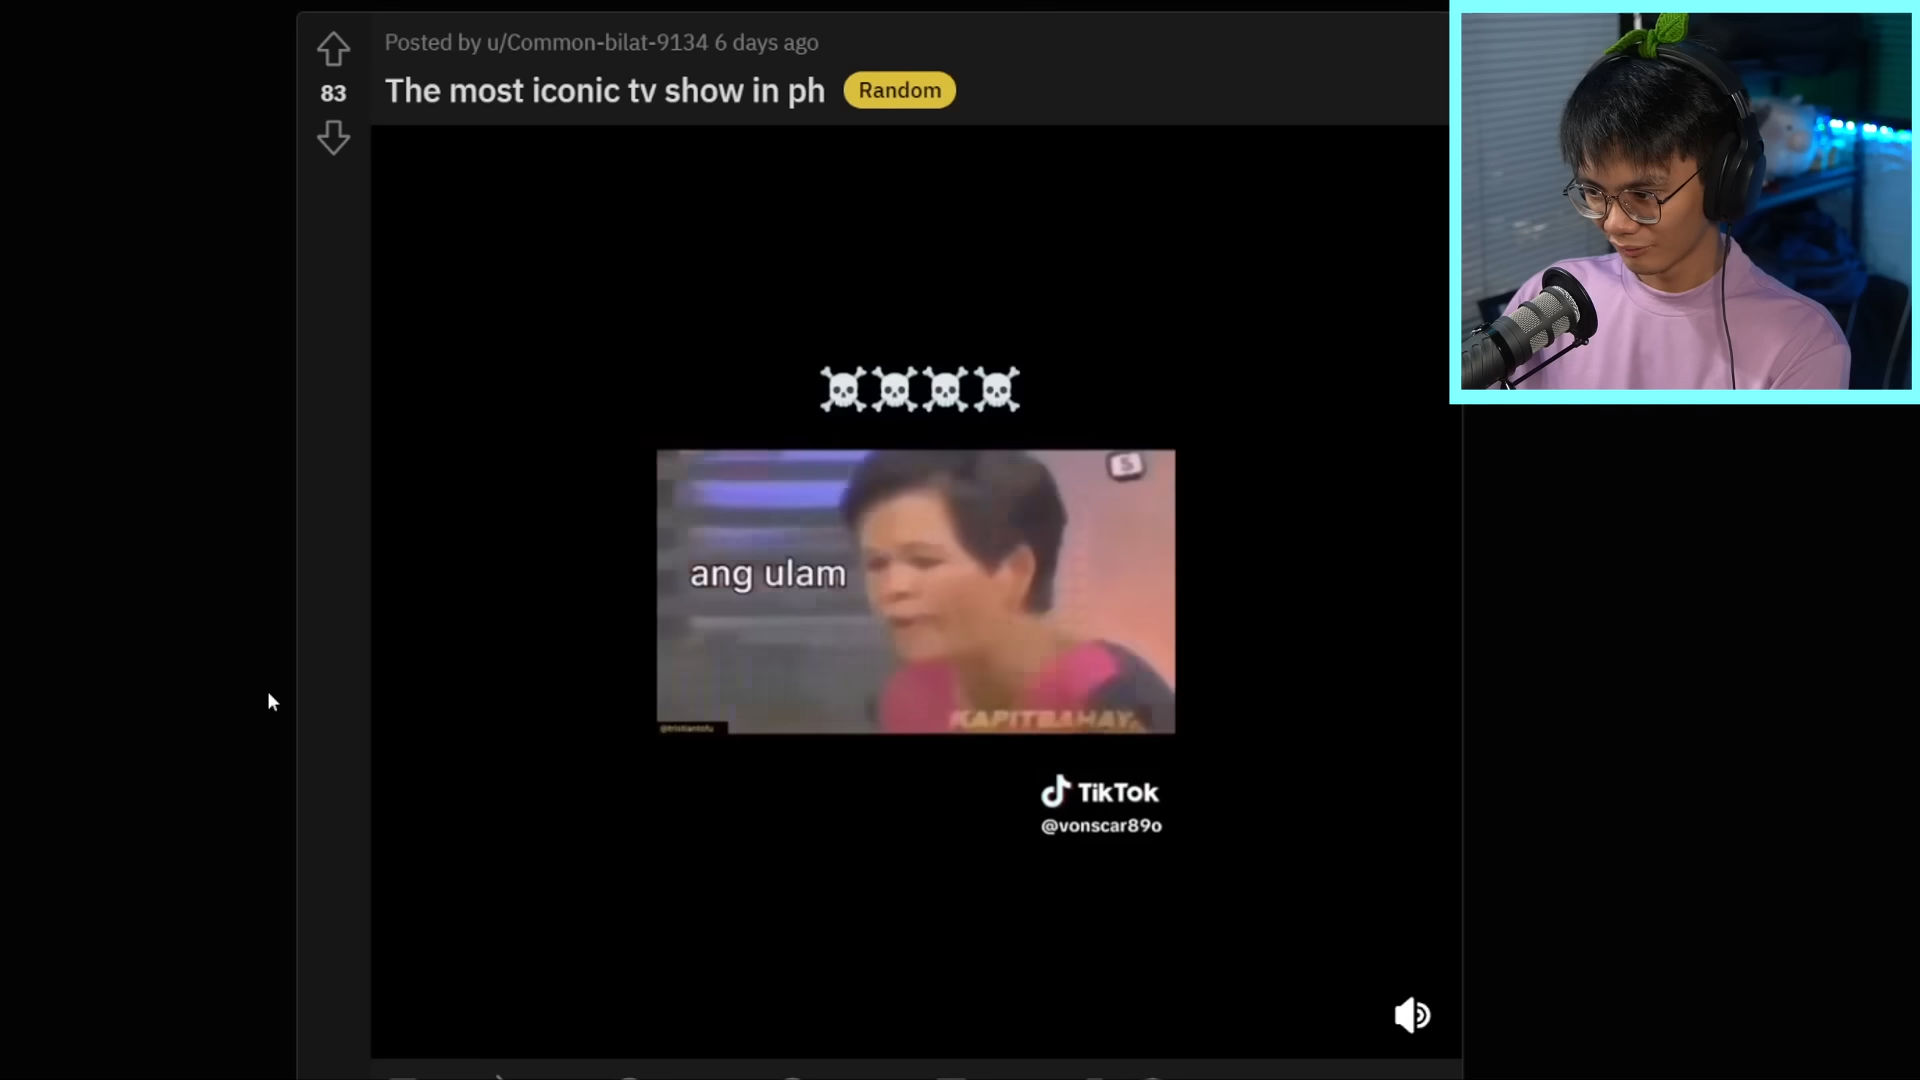 Posted by u/Common-bilat-9134 6 days ago
83
The most iconic tv show in ph
Random
S
ang ulam
KAPITBAHAY
TikTok
@vonscar89o